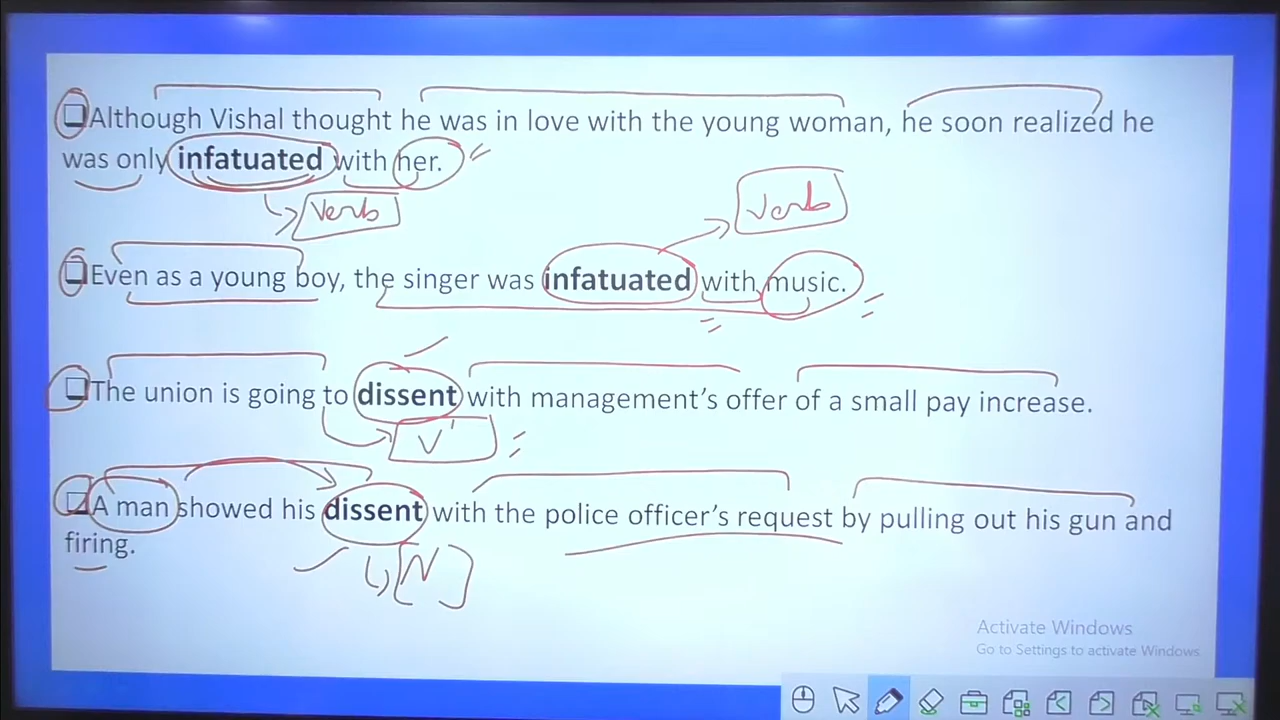 Although Vishal thought he was in love with the young woman, he soon realized he
was only infatuated with her.
Verb
Verb
Even as a young boy, the singer was infatuated with music.
The union is going to dissent with management's offer of a small pay increase.
V
A man showed his dissent with the police officer's request by pulling out his gun and
firing.
N
Activate Windows
Go to Settings to activate Windows